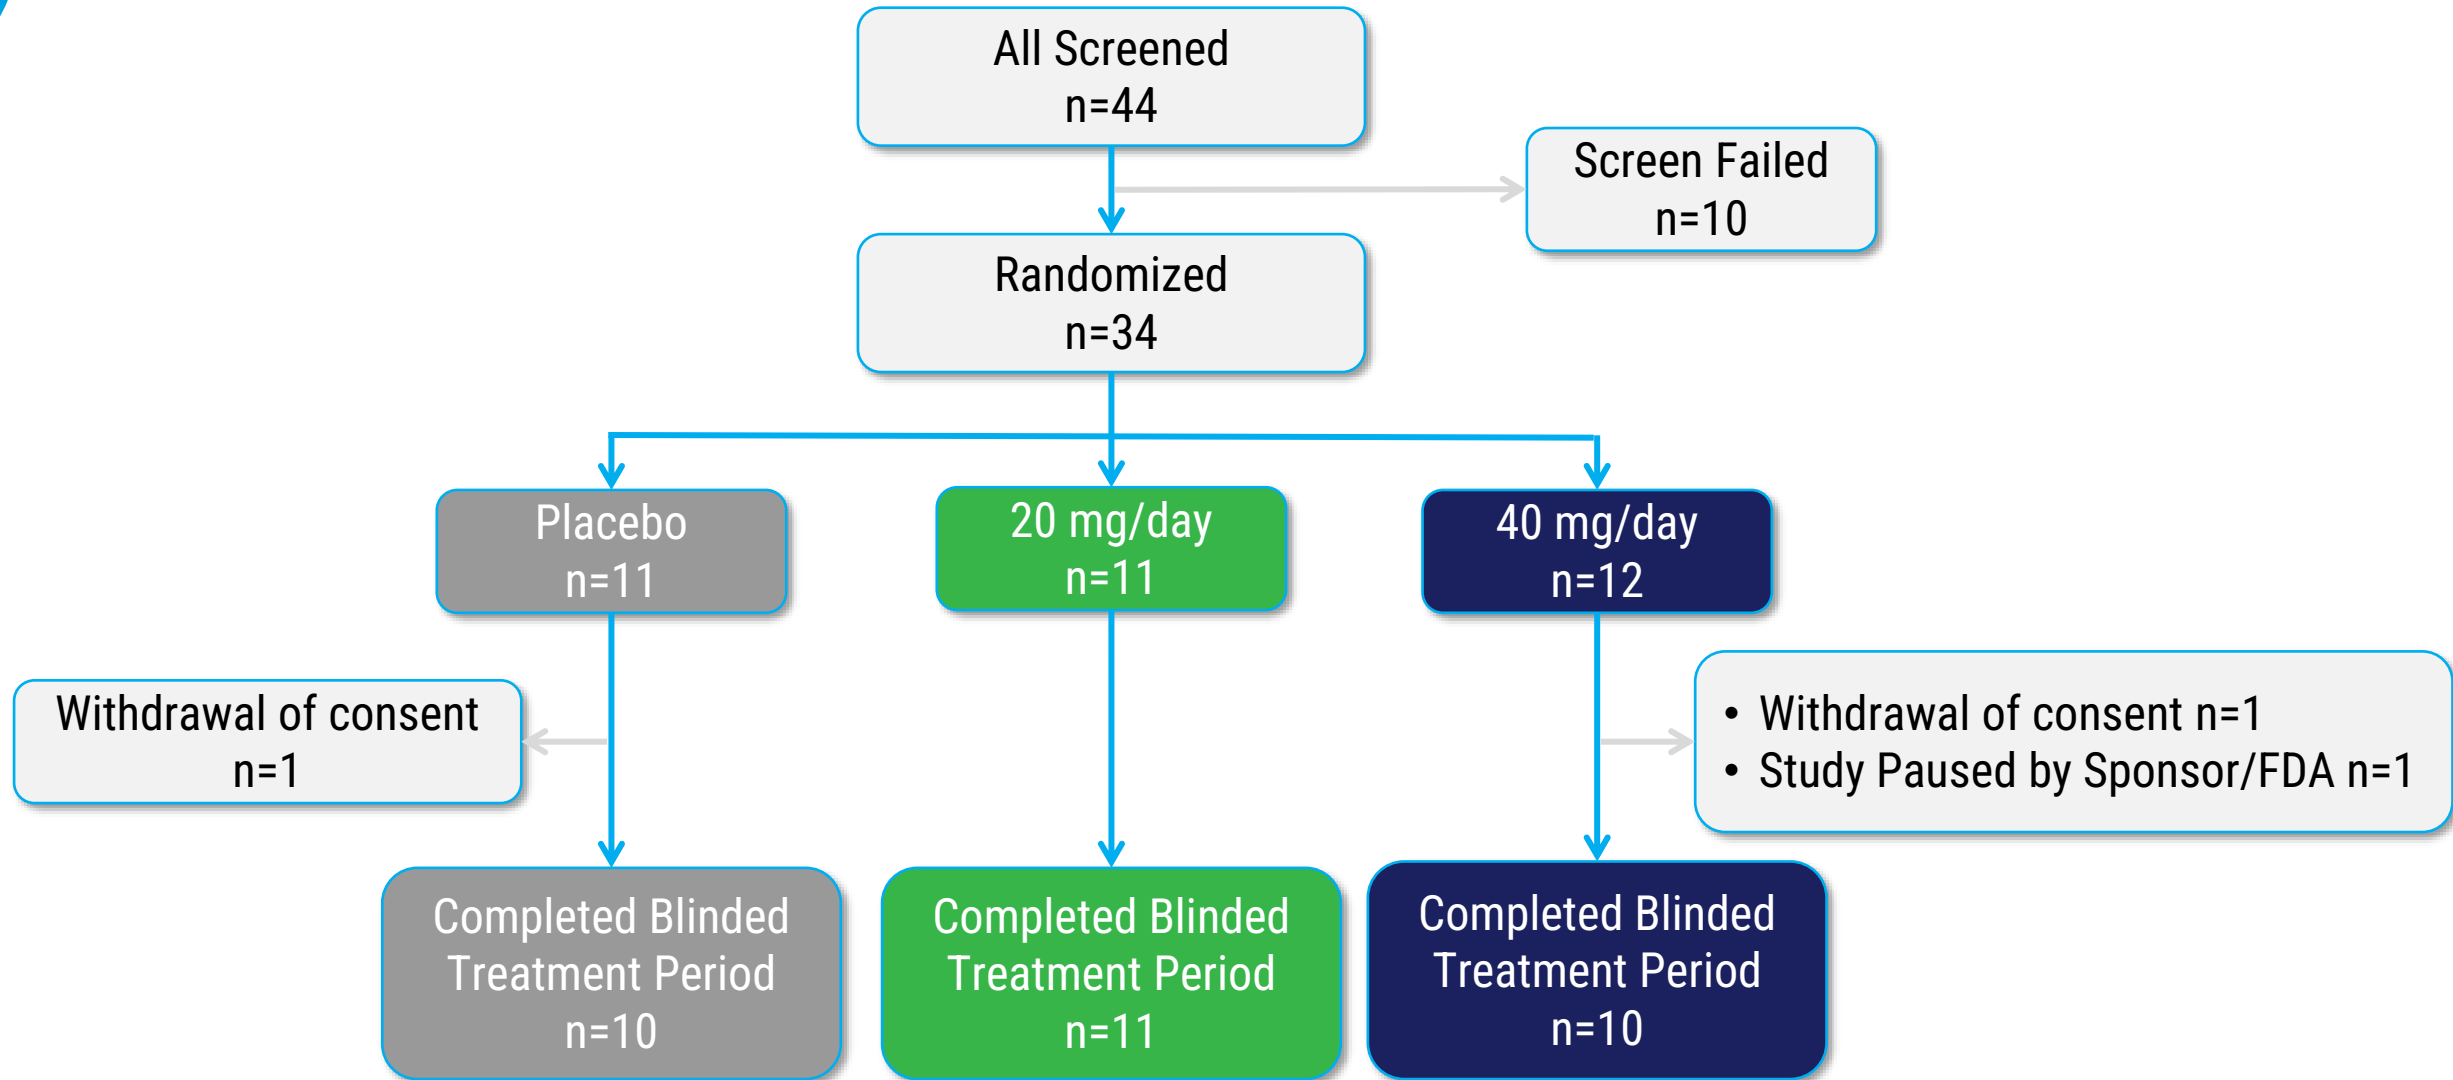 All Screened
n=44
Screen Failed
n=10
Randomized
n=34
Placebo
n=11
20 mg/day
n=11
40 mg/day
n=12
Withdrawal of consent
n=1
• Withdrawal of consent n=1
• Study Paused by Sponsor/FDA n=1
Completed Blinded
Treatment Period
n=10
Completed Blinded
Treatment Period
n=11
Completed Blinded
Treatment Period
n=10